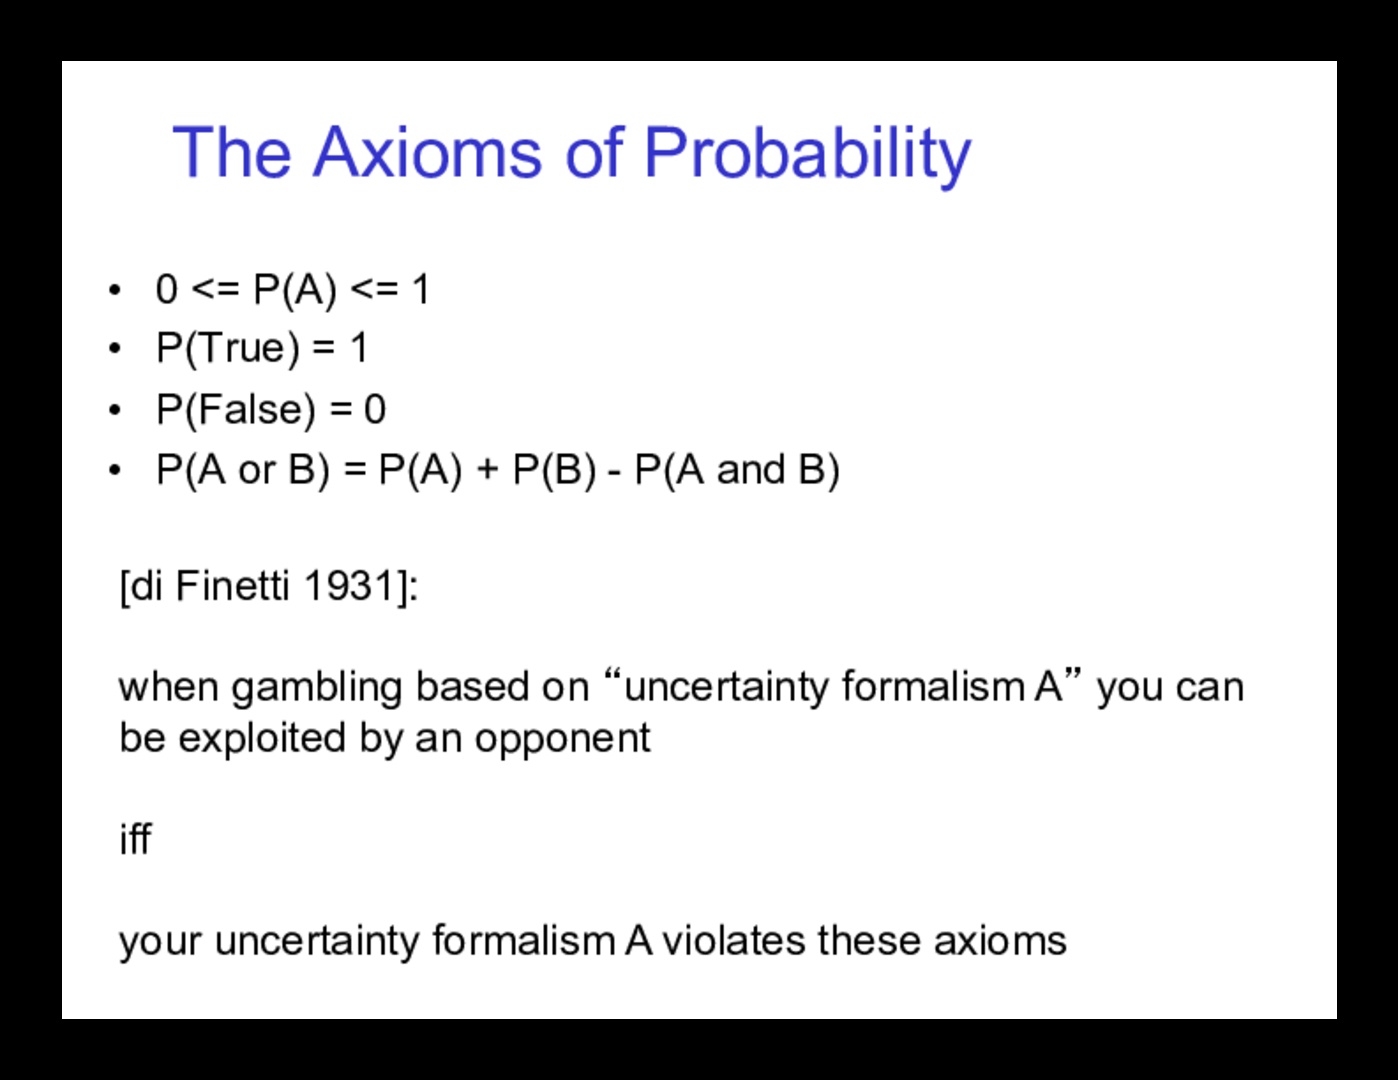 The Axioms of Probability
• 0 <= P(A) <= 1
• P(True) = 1
• P(False) = 0
• P(A or B) = P(A) + P(B) - P(A and B)
[di Finetti 1931]:
when gambling based on “uncertainty formalism A” you can
be exploited by an opponent
iff
your uncertainty formalism A violates these axioms